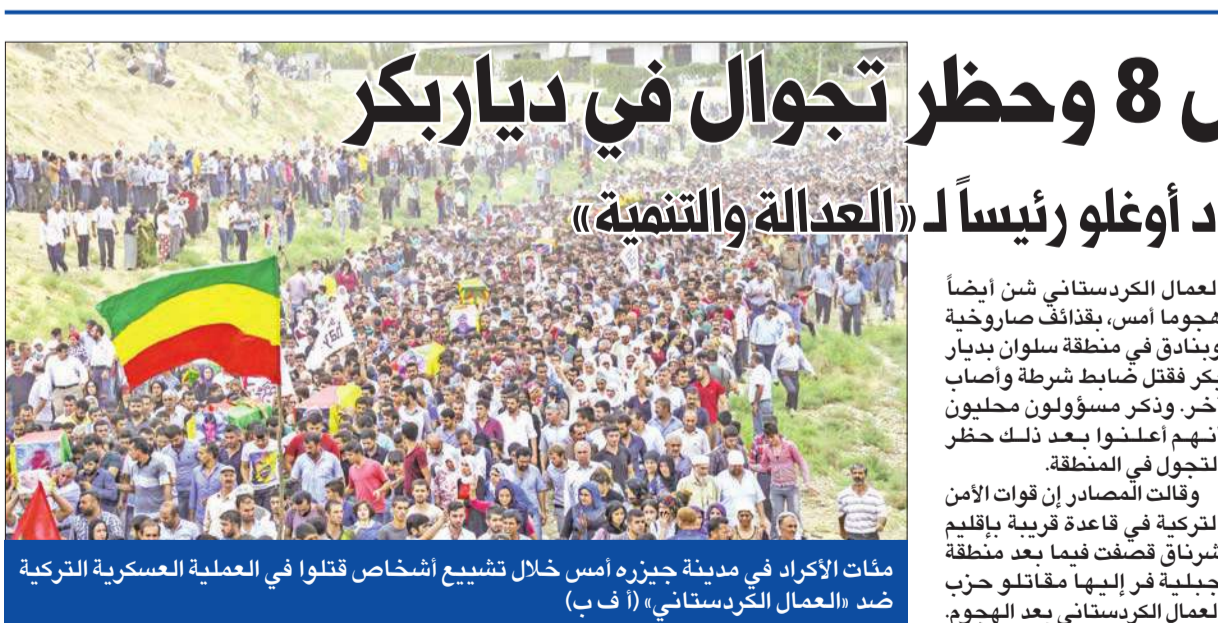 8 وحظر تجوال في دياربكر
أوغلو رئيساً لـ «العدالة والتنمية»
لعمال الكردستاني شن أيضاً
هجوما أمس، بقذائف صاروخية
وبنادق في منطقة سلوان بديار
بكر فقتل ضابط شرطة وأصاب
آخر. وذكر مسؤولون محليون
أنهم أعلنوا بعد ذلك حظر
لتجول في المنطقة.
وقالت المصادر إن قوات الأمن
لتركية في قاعدة قريبة بإقليم
شرناق قصفت فيما بعد منطقة
جبلية فر إليها مقاتلو حزب
لعمال الكردستاني بعد الهجوم.
مئات الأكراد في مدينة جيزره أمس خلال تشييع أشخاص قتلوا في العملية العسكرية التركية
ضد «العمال الكردستاني» (أ ف ب)